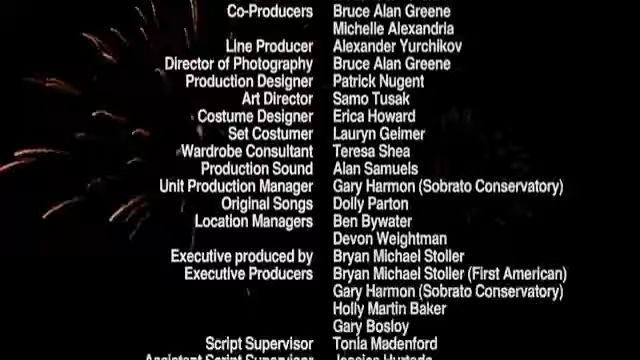 Co-Producers Bruce Alan Greene
Michelle Alexandria
Line Producer Alexander Yurchikov
Director of Photography Bruce Alan Greene
Production Designer Patrick Nugent
Art Director Samo Tusak
Costume Designer Erica Howard
Set Costumer Lauryn Geimer
Wardrobe Consultant Teresa Shea
Production Sound Alan Samuels
Unit Production Manager Gary Harmon (Sobrato Conservatory)
Original Songs Dolly Parton
Location Managers Ben Bywater
Devon Weightman
Executive produced by Bryan Michael Stoller
Executive Producers Bryan Michael Stoller (First American)
Gary Harmon (Sobrato Conservatory)
Holly Martin Baker
Gary Bosloy
Script Supervisor Tonia Madenford
Assistant Script Supervisor Jessica